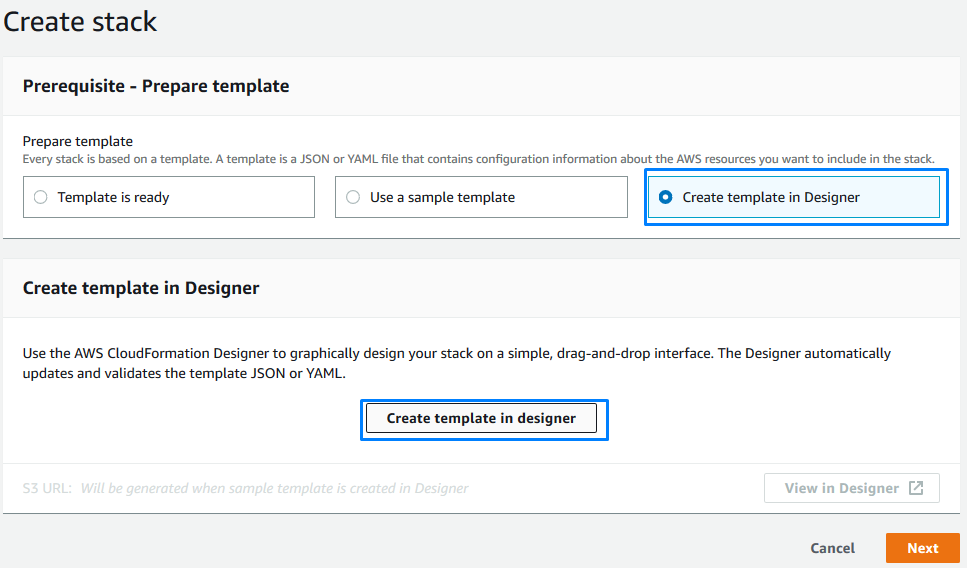 Create stack
Prerequisite - Prepare template
Prepare template
Every stack is based on a template. A template is a JSON or YAML file that contains configuration information about the AWS resources you want to include in the stack.
Template is ready
Use a sample template
Create template in Designer
Create template in Designer
Use the AWS CloudFormation Designer to graphically design your stack on a simple, drag-and-drop interface. The Designer automatically
updates and validates the template JSON or YAML.
Create template in designer
S3 URL: Will be generated when sample template is created in Designer
View in Designer
Cancel
Next